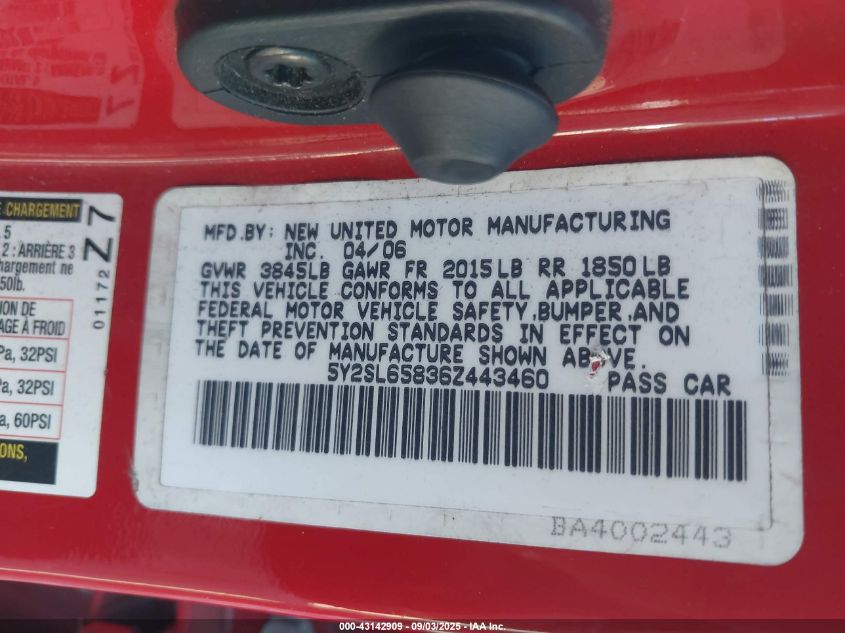 E CHARGEMENT
5
2 : ARRIÈRE 3
chargement ne
50lb.
ION DE
AGE À FROID
Pa, 32PSI
Pa, 32PSI
a, 60PSI
ONS,
01172 Z 7
MFD.BY: NEW UNITED MOTOR MANUFACTURING
INC. 04/06
GVWR 3845LB GAWR FR 2015LB RR 1850LB
THIS VEHICLE CONFORMS TO ALL APPLICABLE
FEDERAL MOTOR VEHICLE SAFETY,BUMPER,AND
THEFT PREVENTION STANDARDS IN EFFECT ON
THE DATE OF MANUFACTURE SHOWN ABOVE.
5Y2SL65836Z443460
PASS CAR
BA4002443
000-43142909 - 09/03/2025 - IAA Inc.